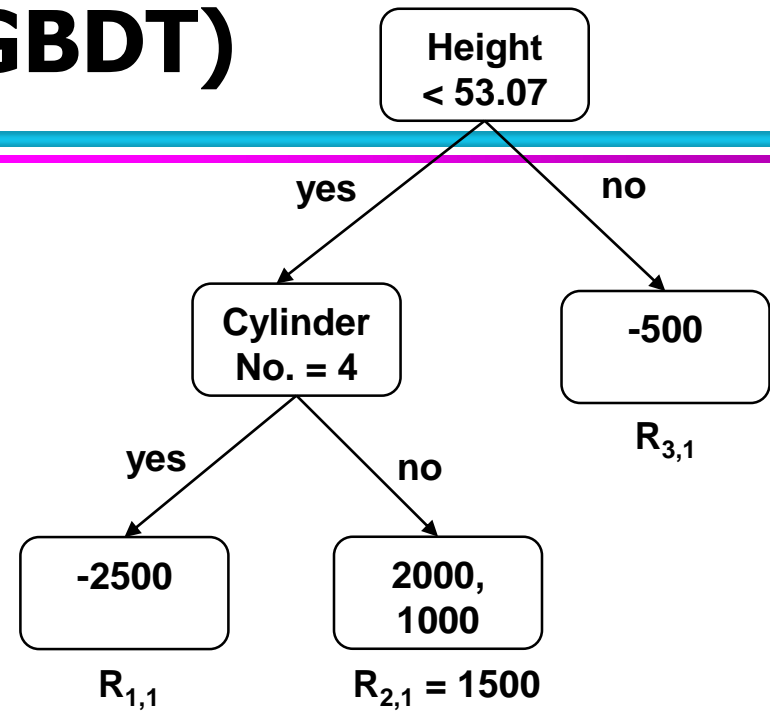 GBDT)
Height
< 53.07
yes
no
Cylinder
No. = 4
-500
R3,1
yes
no
-2500
2000,
1000
R1,1
R2,1 = 1500